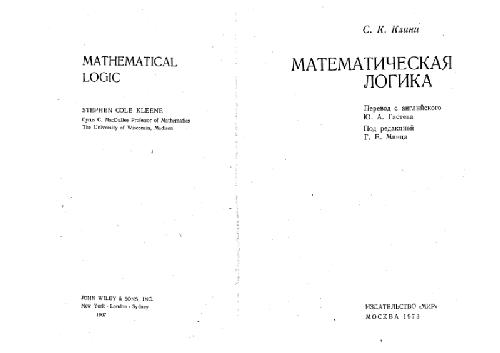 MATHEMATICAL
LOGIC
STEPHEN COLE KLEENE
Cyrus C. MacDuffee Professor of Mathematics
The University of Wisconsin, Madison
JOHN WILEY & SONS, INC.
New York · London · Sydney
1967
С. К. Клини
МАТЕМАТИЧЕСКАЯ
ЛОГИКА
Перевод с английского
Ю. А. Гастева
Под редакцией
Г. Е. Минца
ИЗДАТЕЛЬСТВО «МИР»
МОСКВА 1973